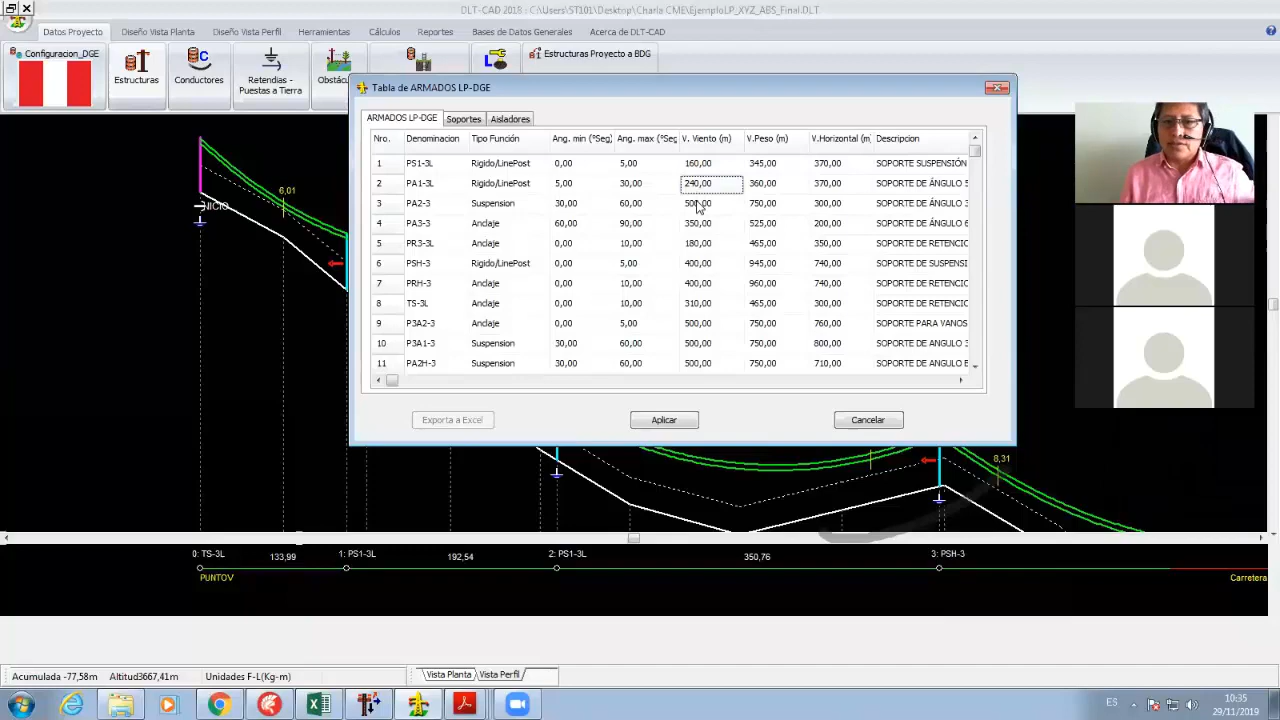 DLT-CAD 2018 : C:\Users\ST101\Desktop\Charla CME\EjemploLP_XYZ_ABS_Final.DLT
Datos Proyecto Diseño Vista Planta Diseño Vista Perfil Herramientas Cálculos Reportes Bases de Datos Generales Acerca de DLT-CAD
Configuracion_DGE
Estructuras
Conductores
Retendias -
Puestas a Tierra
Obstácu
Estructuras Proyecto a BDG
Tabla de ARMADOS LP-DGE
ARMADOS LP-DGE Soportes Aisladores
Nro. Denominacion Tipo Función Ang. min (ºSeg) Ang. max (ºSeg V. Viento (m) V.Peso (m) V.Horizontal (m Descripcion
1 PS1-3L Rigido/LinePost 0,00 5,00 160,00 345,00 370,00 SOPORTE SUSPENSIÓN
2 PA1-3L Rigido/LinePost 5,00 30,00 240,00 360,00 370,00 SOPORTE DE ÁNGULO 5
3 PA2-3 Suspension 30,00 60,00 500,00 750,00 300,00 SOPORTE DE ÁNGULO 3
4 PA3-3 Anclaje 60,00 90,00 350,00 525,00 200,00 SOPORTE DE ÁNGULO 6
5 PR3-3L Anclaje 0,00 10,00 180,00 465,00 350,00 SOPORTE DE RETENCIO
6 PSH-3 Rigido/LinePost 0,00 5,00 400,00 945,00 740,00 SOPORTE DE SUSPENSI
7 PRH-3 Anclaje 0,00 10,00 400,00 960,00 740,00 SOPORTE DE RETENCIO
8 TS-3L Anclaje 0,00 10,00 310,00 465,00 300,00 SOPORTE DE RETENCIO
9 P3A2-3 Anclaje 0,00 5,00 500,00 750,00 760,00 SOPORTE PARA VANOS
10 P3A1-3 Suspension 30,00 60,00 500,00 750,00 800,00 SOPORTE DE ANGULO 3
11 PA2H-3 Suspension 30,00 60,00 500,00 750,00 710,00 SOPORTE DE ANGULO E
Exporta a Excel Aplicar Cancelar
6,01
INICIO
8,31
0: TS-3L 133,99 1: PS1-3L 192,54 2: PS1-3L 350,76 3: PSH-3
PUNTOV Carretera
Acumulada -77,58m Altitud3667,41m Unidades F-L(Kg-m) Vista Planta Vista Perfil
ES
10:35
29/11/2019